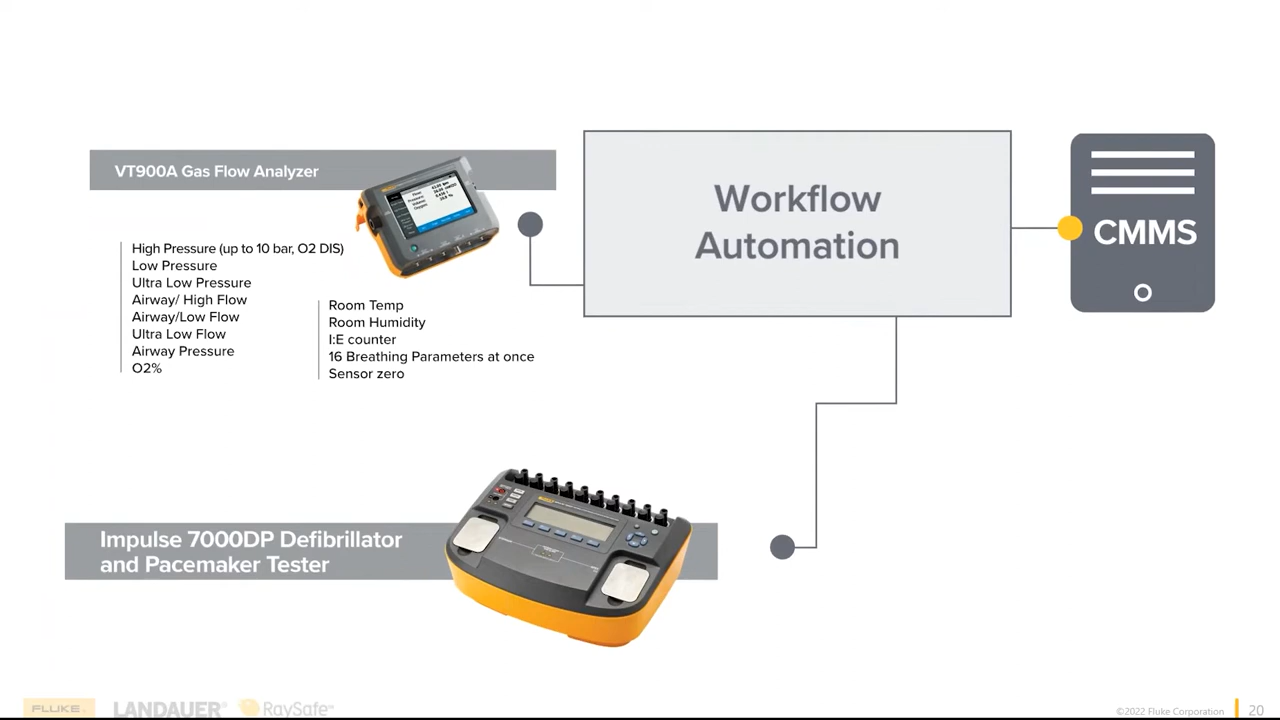 VT900A Gas Flow Analyzer
High Pressure (up to 10 bar, O2 DIS)
Low Pressure
Ultra Low Pressure
Airway/ High Flow
Airway/Low Flow
Ultra Low Flow
Airway Pressure
O2%
Room Temp
Room Humidity
I:E counter
16 Breathing Parameters at once
Sensor zero
Workflow
Automation
CMMS
Impulse 7000DP Defibrillator
and Pacemaker Tester
FLUKE
LANDAUER®
RaySafe™
©2022 Fluke Corporation
20